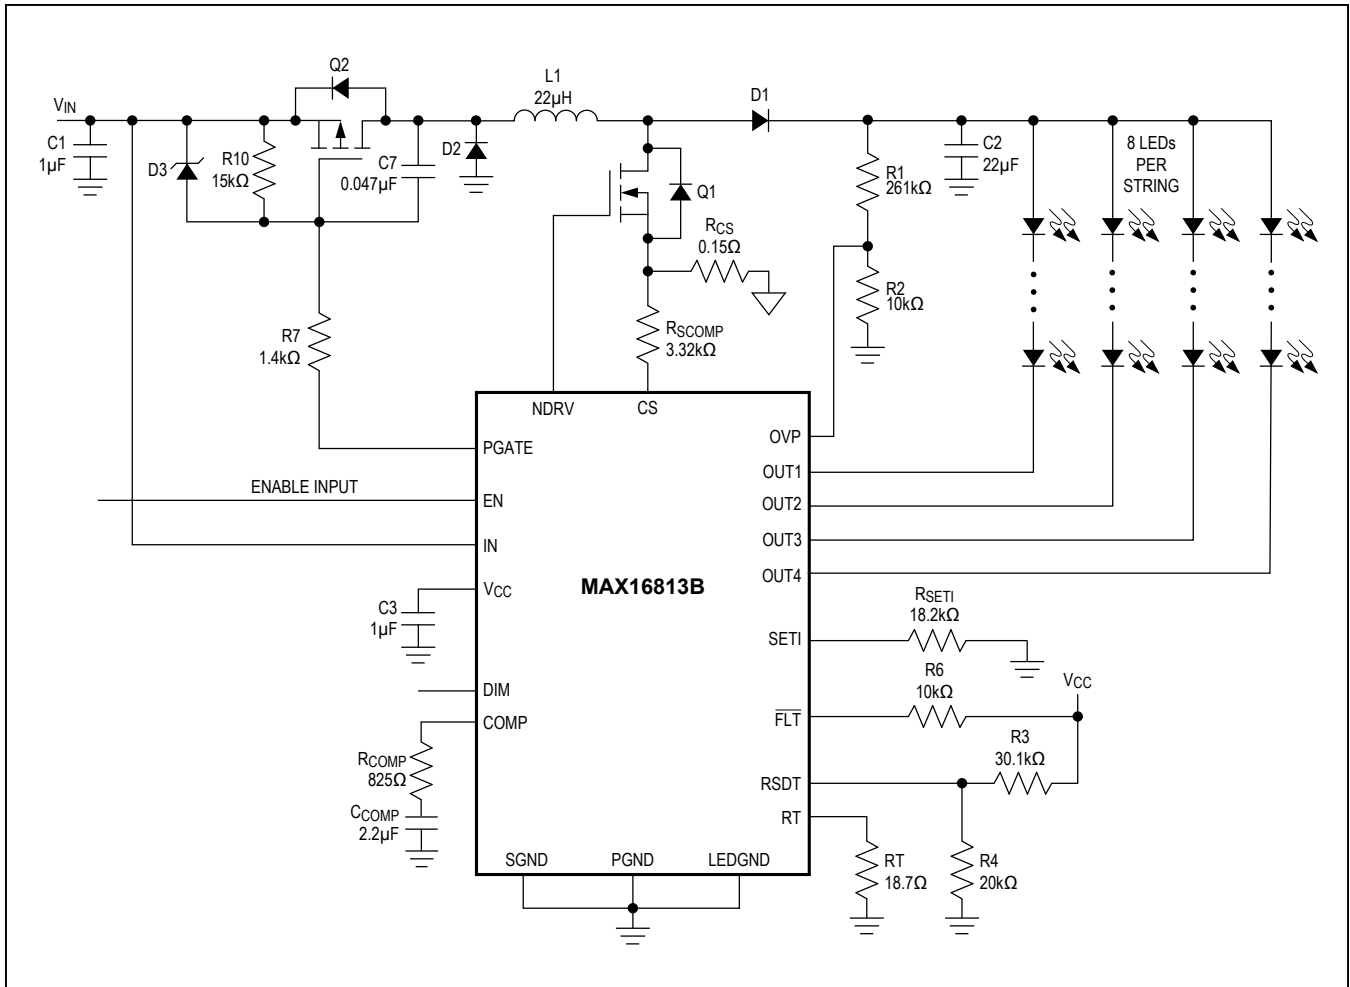 Q2
L1
22µH
D1
VIN
C1
1µF
D3
R10
15kΩ
C7
0.047µF
D2
Q1
RCS
0.15Ω
R1
261kΩ
C2
22µF
8 LEDs
PER
STRING
R2
10kΩ
R7
1.4kΩ
RSCOMP
3.32kΩ
NDRV
CS
PGATE
OVP
OUT1
ENABLE INPUT
EN
OUT2
IN
OUT3
OUT4
MAX16813B
VCC
C3
1µF
RSETI
18.2kΩ
SETI
R6
10kΩ
VCC
DIM
COMP
FLT
R3
30.1kΩ
RCOMP
825Ω
RSDT
CCOMP
2.2µF
RT
SGND
PGND
LEDGND
RT
18.7Ω
R4
20kΩ